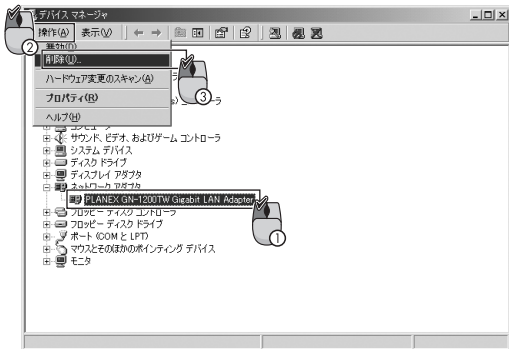 デバイス マネージャ
操作(A) 表示(V)
②
無効(D)
削除(U)...
ハードウェア変更のスキャン(A)
③
プロパティ(R)
ヘルプ(H)
コンピュータ
サウンド、ビデオ、およびゲーム コントローラ
システム デバイス
ディスク ドライブ
ディスプレイ アダプタ
ネットワーク アダプタ
PLANEX GN-1200TW Gigabit LAN Adapter
①
フロッピー ディスク コントローラ
フロッピー ディスク ドライブ
ポート (COM と LPT)
マウスとそのほかのポインティング デバイス
モニタ